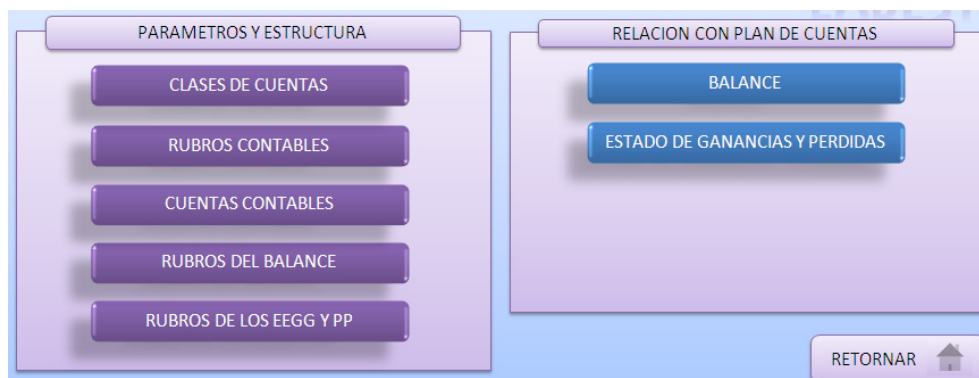 PARAMETROS Y ESTRUCTURA
CLASES DE CUENTAS
RUBROS CONTABLES
CUENTAS CONTABLES
RUBROS DEL BALANCE
RUBROS DE LOS EEGG Y PP
RELACION CON PLAN DE CUENTAS
BALANCE
ESTADO DE GANANCIAS Y PERDIDAS
RETORNAR